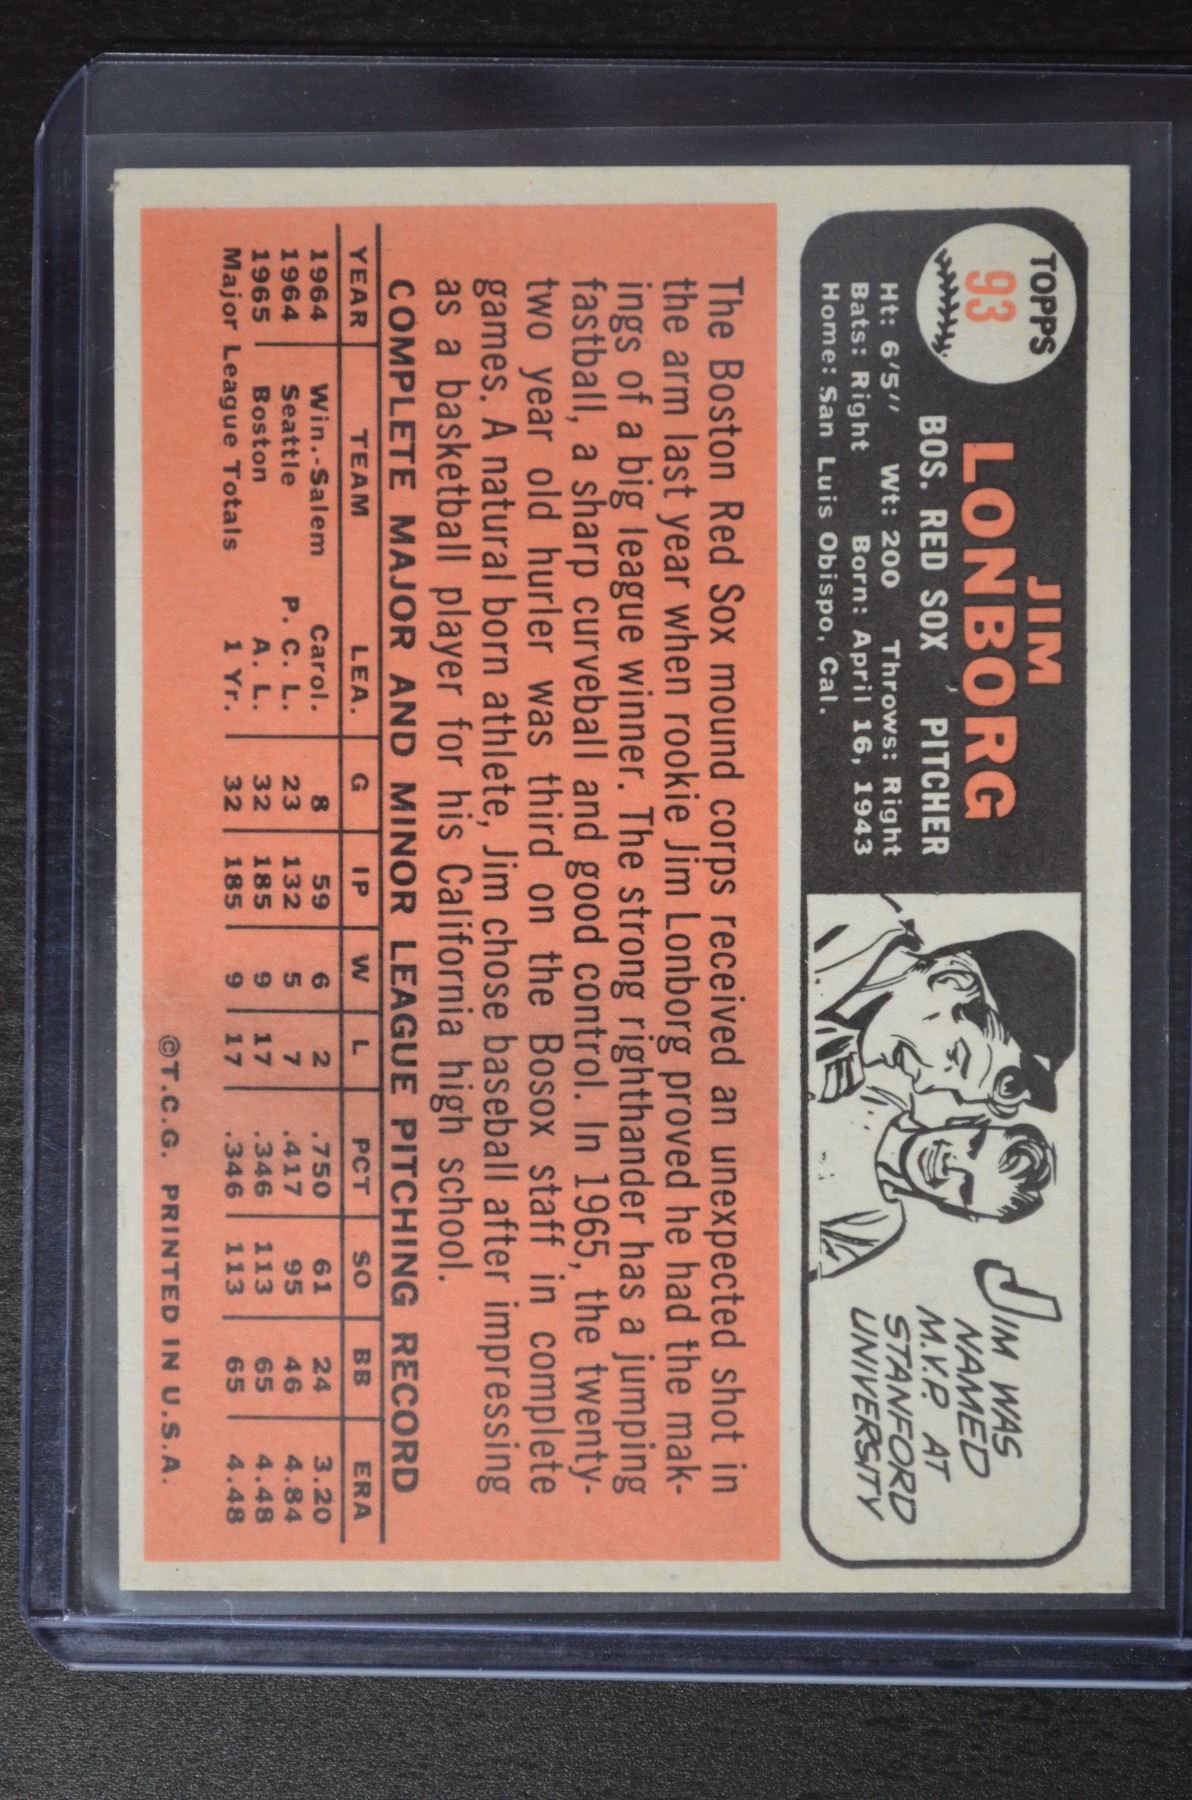 TOPPS
93
JIM
LONBORG
BOS. RED SOX PITCHER
Ht: 6'5" Wt: 200 Throws: Right
Bats: Right Born: April 16, 1943
Home: San Luis Obispo, Cal.
JIM WAS
NAMED
M.V.P. AT
STANFORD
UNIVERSITY
The Boston Red Sox mound corps received an unexpected shot in
the arm last year when rookie Jim Lonborg proved he had the mak-
ings of a big league winner. The strong righthander has a jumping
fastball, a sharp curveball and good control. In 1965, the twenty-
two year old hurler was third on the Bosox staff in complete
games. A natural born athlete, Jim chose baseball after impressing
as a basketball player for his California high school.
COMPLETE MAJOR AND MINOR LEAGUE PITCHING RECORD
YEAR TEAM LEA. G IP W L PCT SO BB ERA
1964 Win.-Salem Carol. 8 59 6 2 .750 61 24 3.20
1964 Seattle P. C. L. 23 132 5 7 .417 95 46 4.84
1965 Boston A. L. 32 185 9 17 .346 113 65 4.48
Major League Totals 1 Yr. 32 185 9 17 .346 113 65 4.48
©T.C.G. PRINTED IN U.S.A.